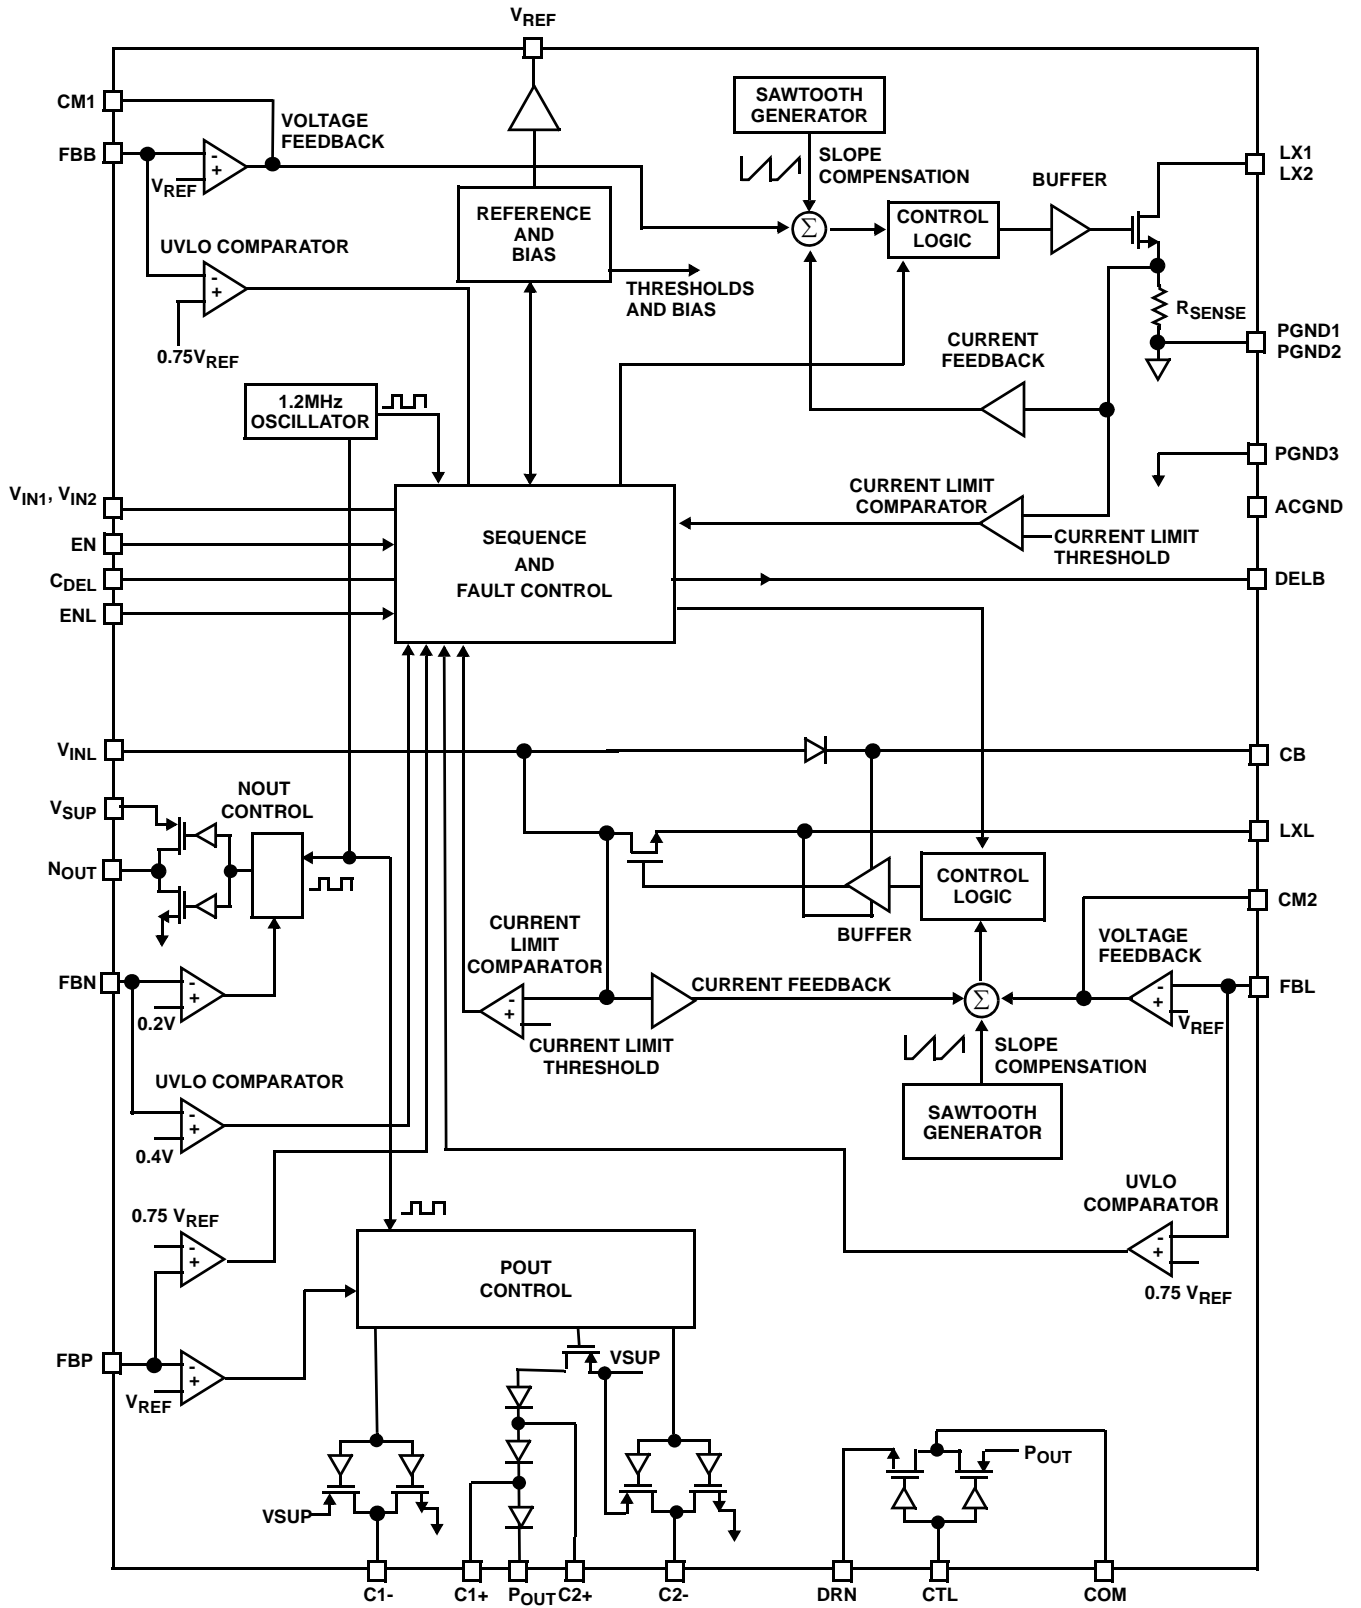 VREF
CM1
VOLTAGE
FEEDBACK
FBB
-
+
VREF
SAWTOOTH
GENERATOR
SLOPE
COMPENSATION
Σ
CONTROL
LOGIC
BUFFER
LX1
LX2
REFERENCE
AND
BIAS
UVLO COMPARATOR
-
+
0.75VREF
THRESHOLDS
AND BIAS
RSENSE
PGND1
PGND2
CURRENT
FEEDBACK
1.2MHz
OSCILLATOR
PGND3
VIN1, VIN2
CURRENT LIMIT
COMPARATOR
ACGND
EN
SEQUENCE
AND
FAULT CONTROL
CURRENT LIMIT
THRESHOLD
CDEL
DELB
ENL
VINL
CB
VSUP
NOUT
CONTROL
LXL
NOUT
CONTROL
LOGIC
CM2
BUFFER
CURRENT
LIMIT
COMPARATOR
-
+
VOLTAGE
FEEDBACK
FBN
-
+
0.2V
CURRENT FEEDBACK
Σ
-
+
VREF
FBL
CURRENT LIMIT
THRESHOLD
SLOPE
COMPENSATION
UVLO COMPARATOR
-
+
0.4V
SAWTOOTH
GENERATOR
UVLO
COMPARATOR
-
+
0.75 VREF
0.75 VREF
-
+
POUT
CONTROL
FBP
-
+
VREF
VSUP
VSUP
POUT
C1-
C1+
POUT
C2+
C2-
DRN
CTL
COM